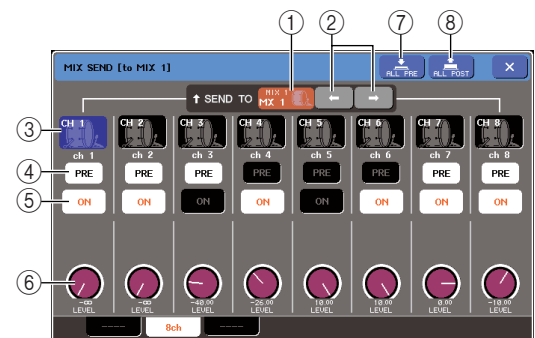 ① ② ⑦ ⑧
MIX SEND [to MIX 1] ALL PRE ALL POST ×
↑ SEND TO MIX 1 MX 1 ← →
③ CH 1 CH 2 CH 3 CH 4 CH 5 CH 6 CH 7 CH 8
ch 1 ch 2 ch 3 ch 4 ch 5 ch 6 ch 7 ch 8
④ PRE PRE PRE PRE PRE PRE PRE PRE
⑤ ON ON ON ON ON ON ON ON
⑥
-∞ -∞ -40.00 -26.00 10.00 10.00 0.00 -10.00
LEVEL LEVEL LEVEL LEVEL LEVEL LEVEL LEVEL LEVEL
---- 8ch ----